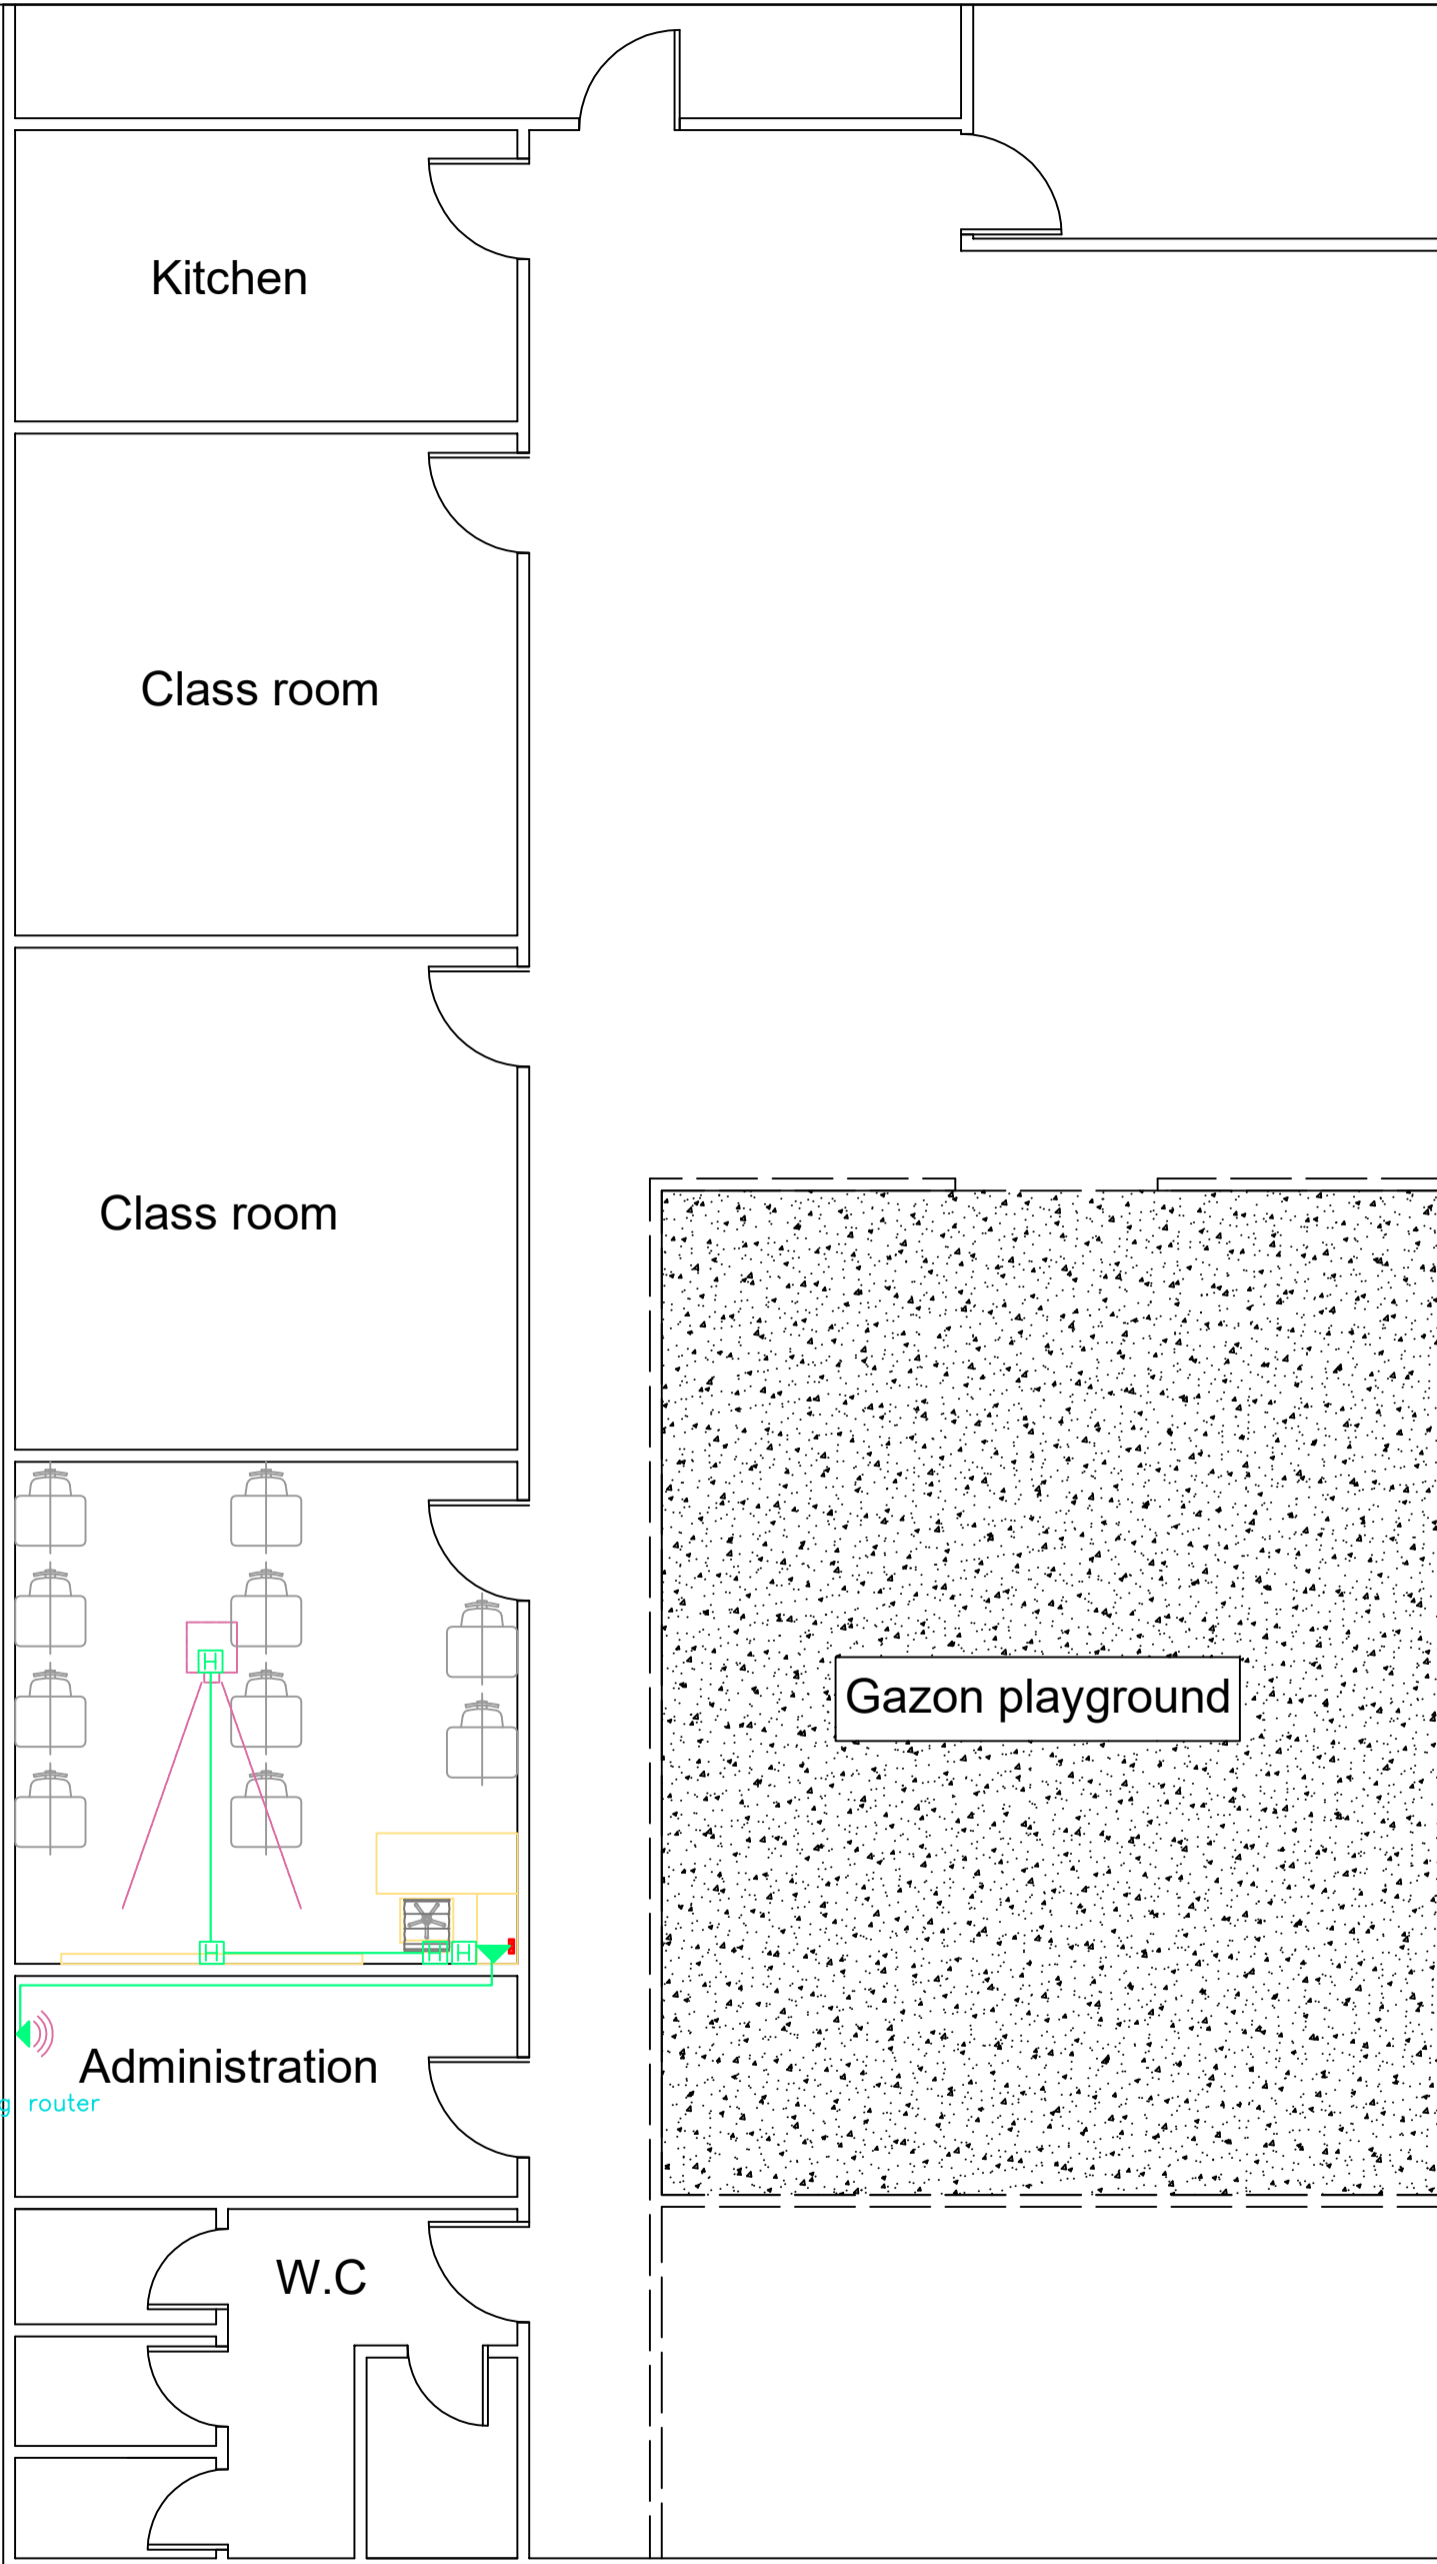 Kitchen
Class room
Class room
H
Gazon playground
H
H
H
Administration
g router
W.C